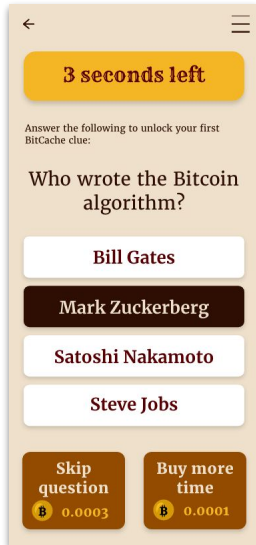 3 seconds left
Answer the following to unlock your first
BitCache clue:
Who wrote the Bitcoin
algorithm?
Bill Gates
Mark Zuckerberg
Satoshi Nakamoto
Steve Jobs
Skip
question
0.0003
Buy more
time
0.0001